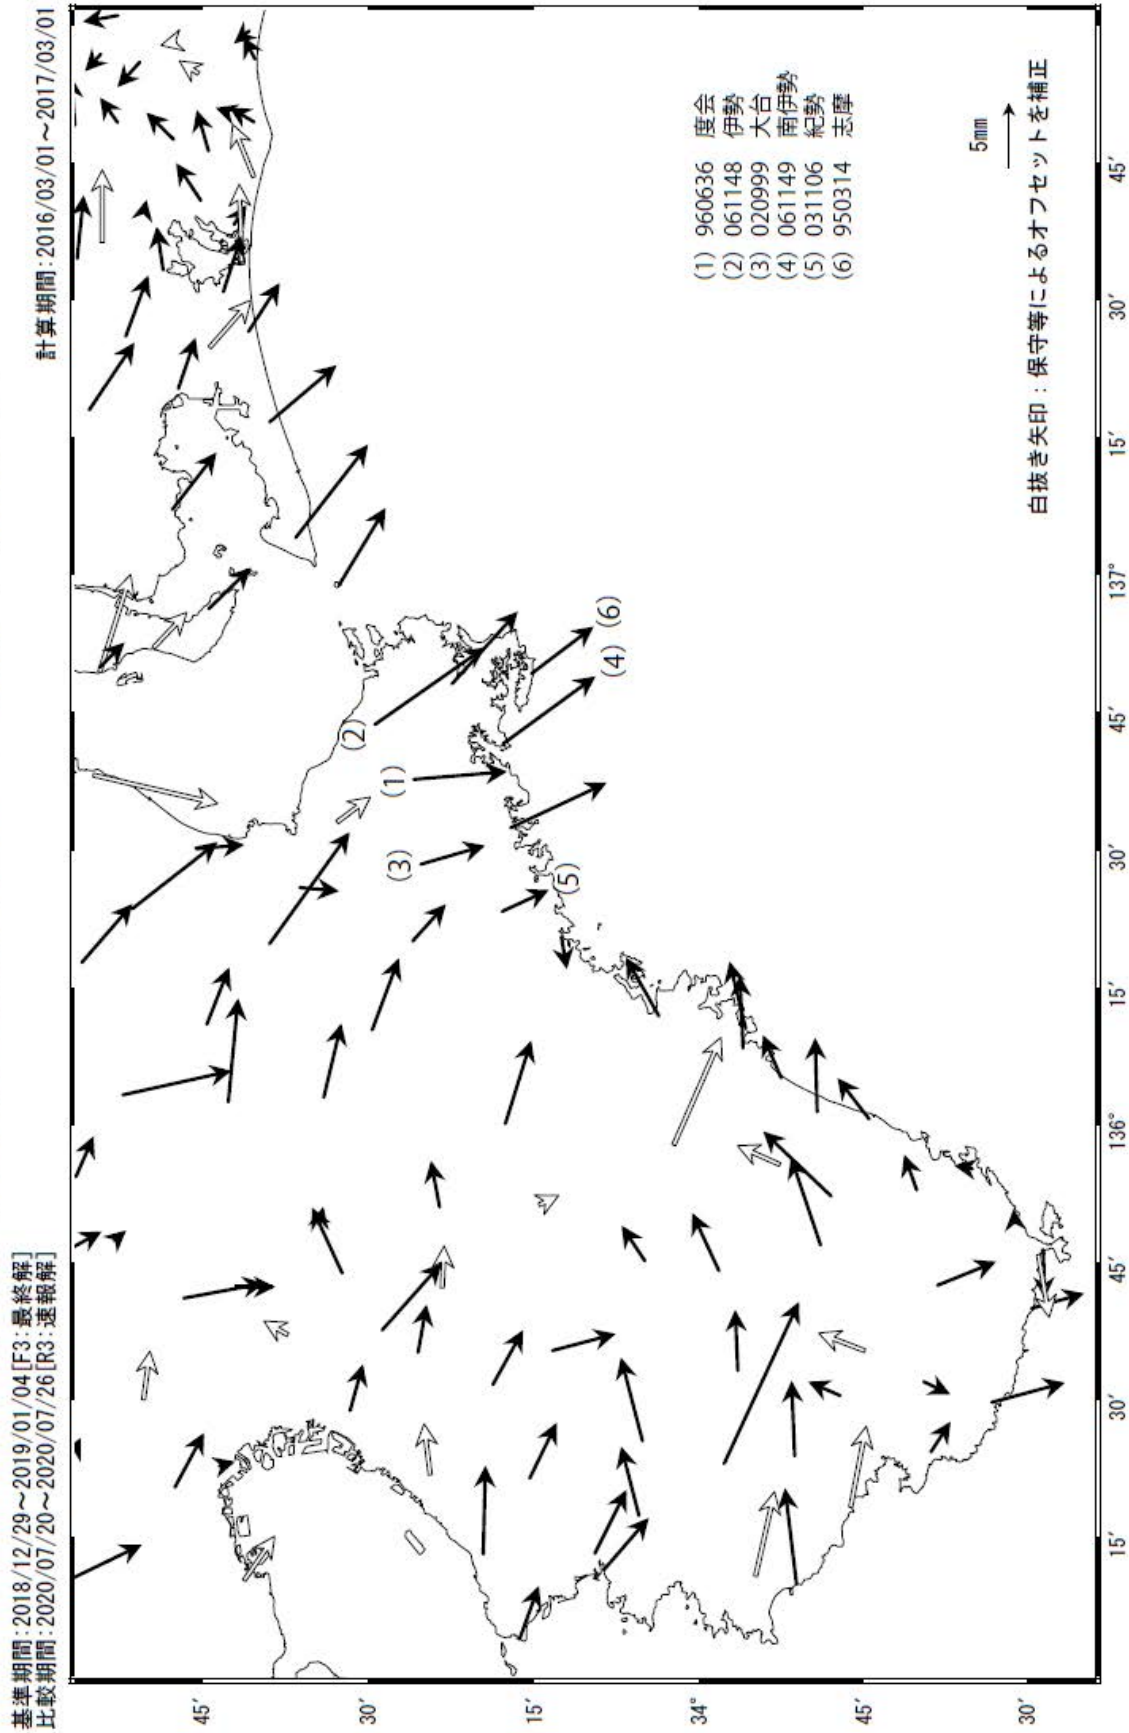 基準期間:2018/12/29～2019/01/04[F3:最終解]
比較期間:2020/07/20～2020/07/26[R3:速報解]
計算期間:2016/03/01～2017/03/01
45′
30′
15′
34°
45′
30′
(1)
(2)
(3)
(4)
(5)
(6)
(1) 960636 度会
(2) 061148 伊勢
(3) 020999 大台
(4) 061149 南伊勢
(5) 031106 紀勢
(6) 950314 志摩
5mm
白抜き矢印：保守等によるオフセットを補正
15′
30′
45′
136°
15′
30′
45′
137°
15′
30′
45′